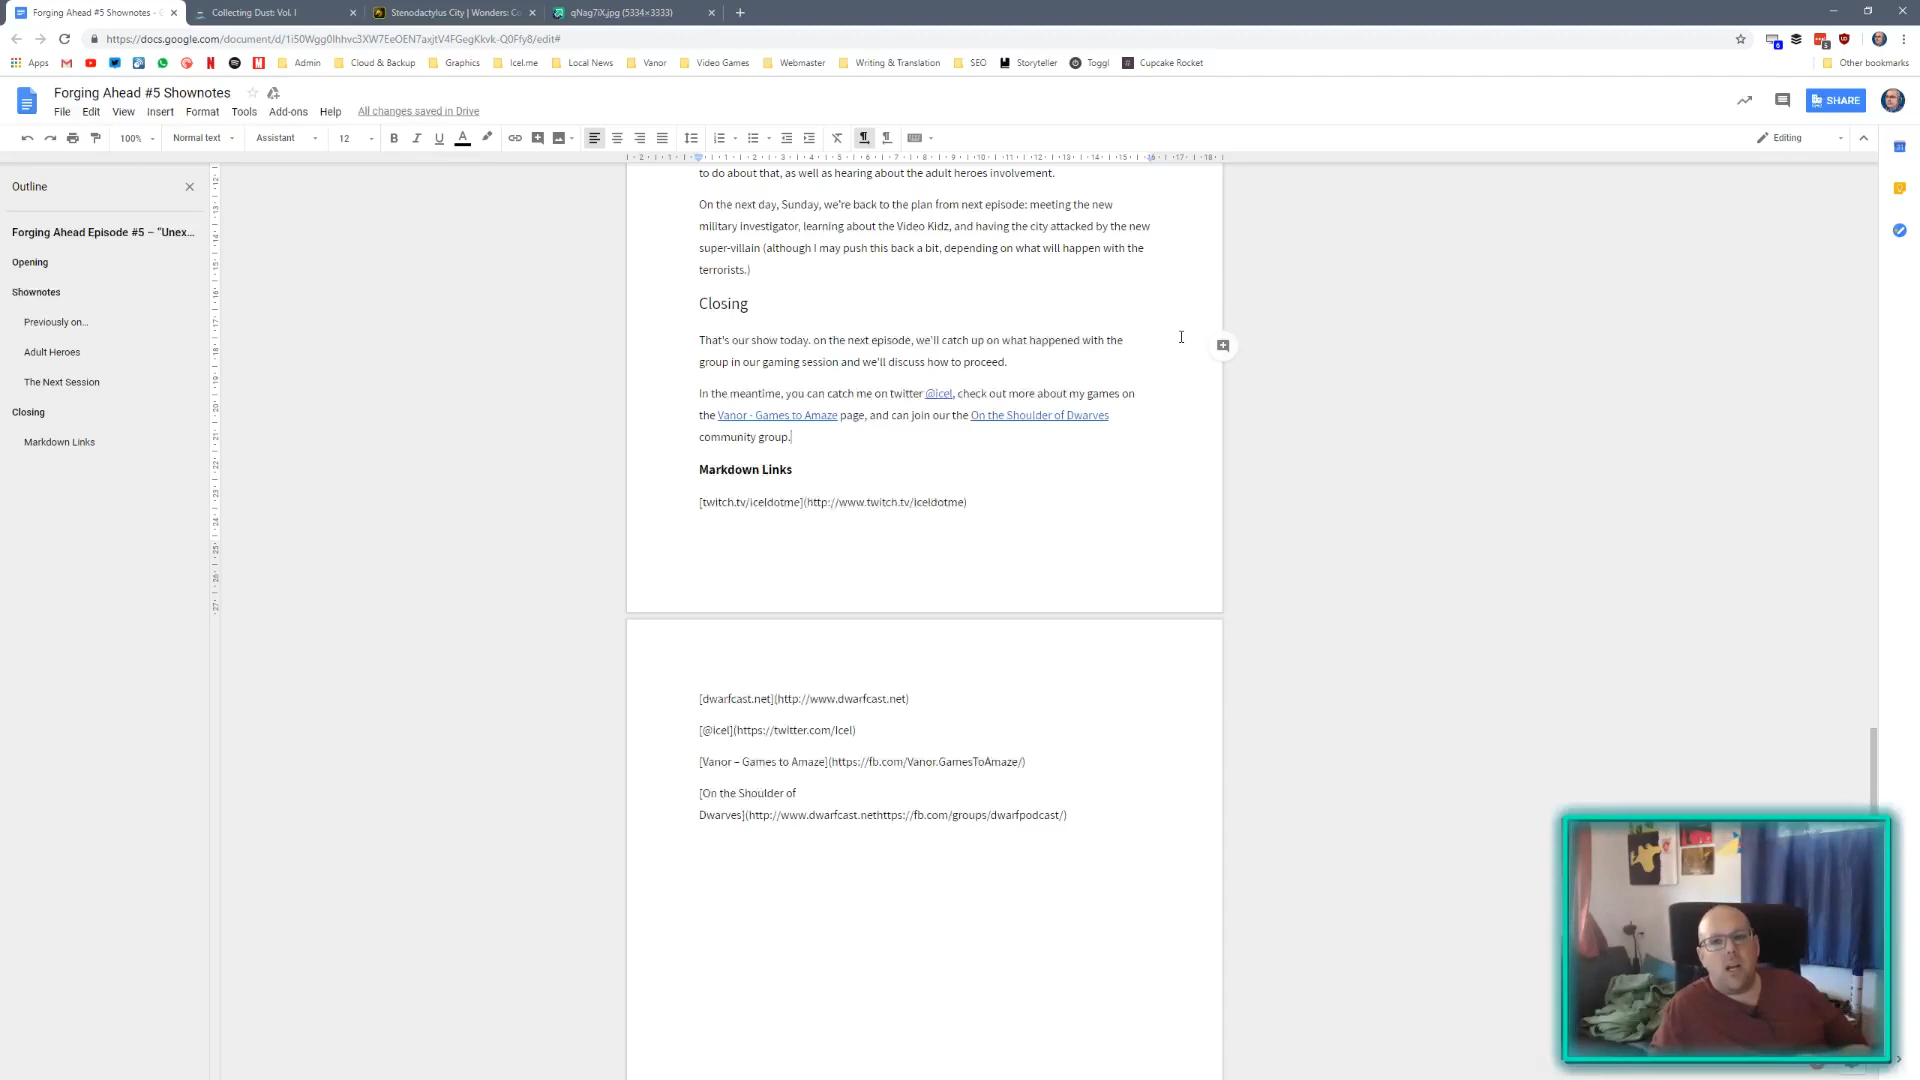 Forging Ahead #5 Shownotes - G
Collecting Dust: Vol. I
Stenodactylus City | Wonders: Co
qNag7iX.jpg (5334×3333)
https://docs.google.com/document/d/1i50Wgg0Ihhvc3XW7EeOEN7axjtV4FGegKkvk-Q0Ffy8/edit#
Apps
Admin
Cloud & Backup
Graphics
Icel.me
Local News
Vanor
Video Games
Webmaster
Writing & Translation
SEO
Storyteller
Toggl
Cupcake Rocket
Other bookmarks
Forging Ahead #5 Shownotes
File Edit View Insert Format Tools Add-ons Help All changes saved in Drive
SHARE
100% Normal text Assistant 12 B I U A
Editing
Outline
Forging Ahead Episode #5 – “Unex...
Opening
Shownotes
Previously on...
Adult Heroes
The Next Session
Closing
Markdown Links
to do about that, as well as hearing about the adult heroes involvement.
On the next day, Sunday, we're back to the plan from next episode: meeting the new
military investigator, learning about the Video Kidz, and having the city attacked by the new
super-villain (although I may push this back a bit, depending on what will happen with the
terrorists.)
Closing
That's our show today. on the next episode, we'll catch up on what happened with the
group in our gaming session and we'll discuss how to proceed.
In the meantime, you can catch me on twitter @icel, check out more about my games on
the Vanor - Games to Amaze page, and can join our the On the Shoulder of Dwarves
community group.
Markdown Links
[twitch.tv/iceldotme](http://www.twitch.tv/iceldotme)
[dwarfcast.net](http://www.dwarfcast.net)
[@icel](https://twitter.com/Icel)
[Vanor – Games to Amaze](https://fb.com/Vanor.GamesToAmaze/)
[On the Shoulder of
Dwarves](http://www.dwarfcast.nethttps://fb.com/groups/dwarfpodcast/)